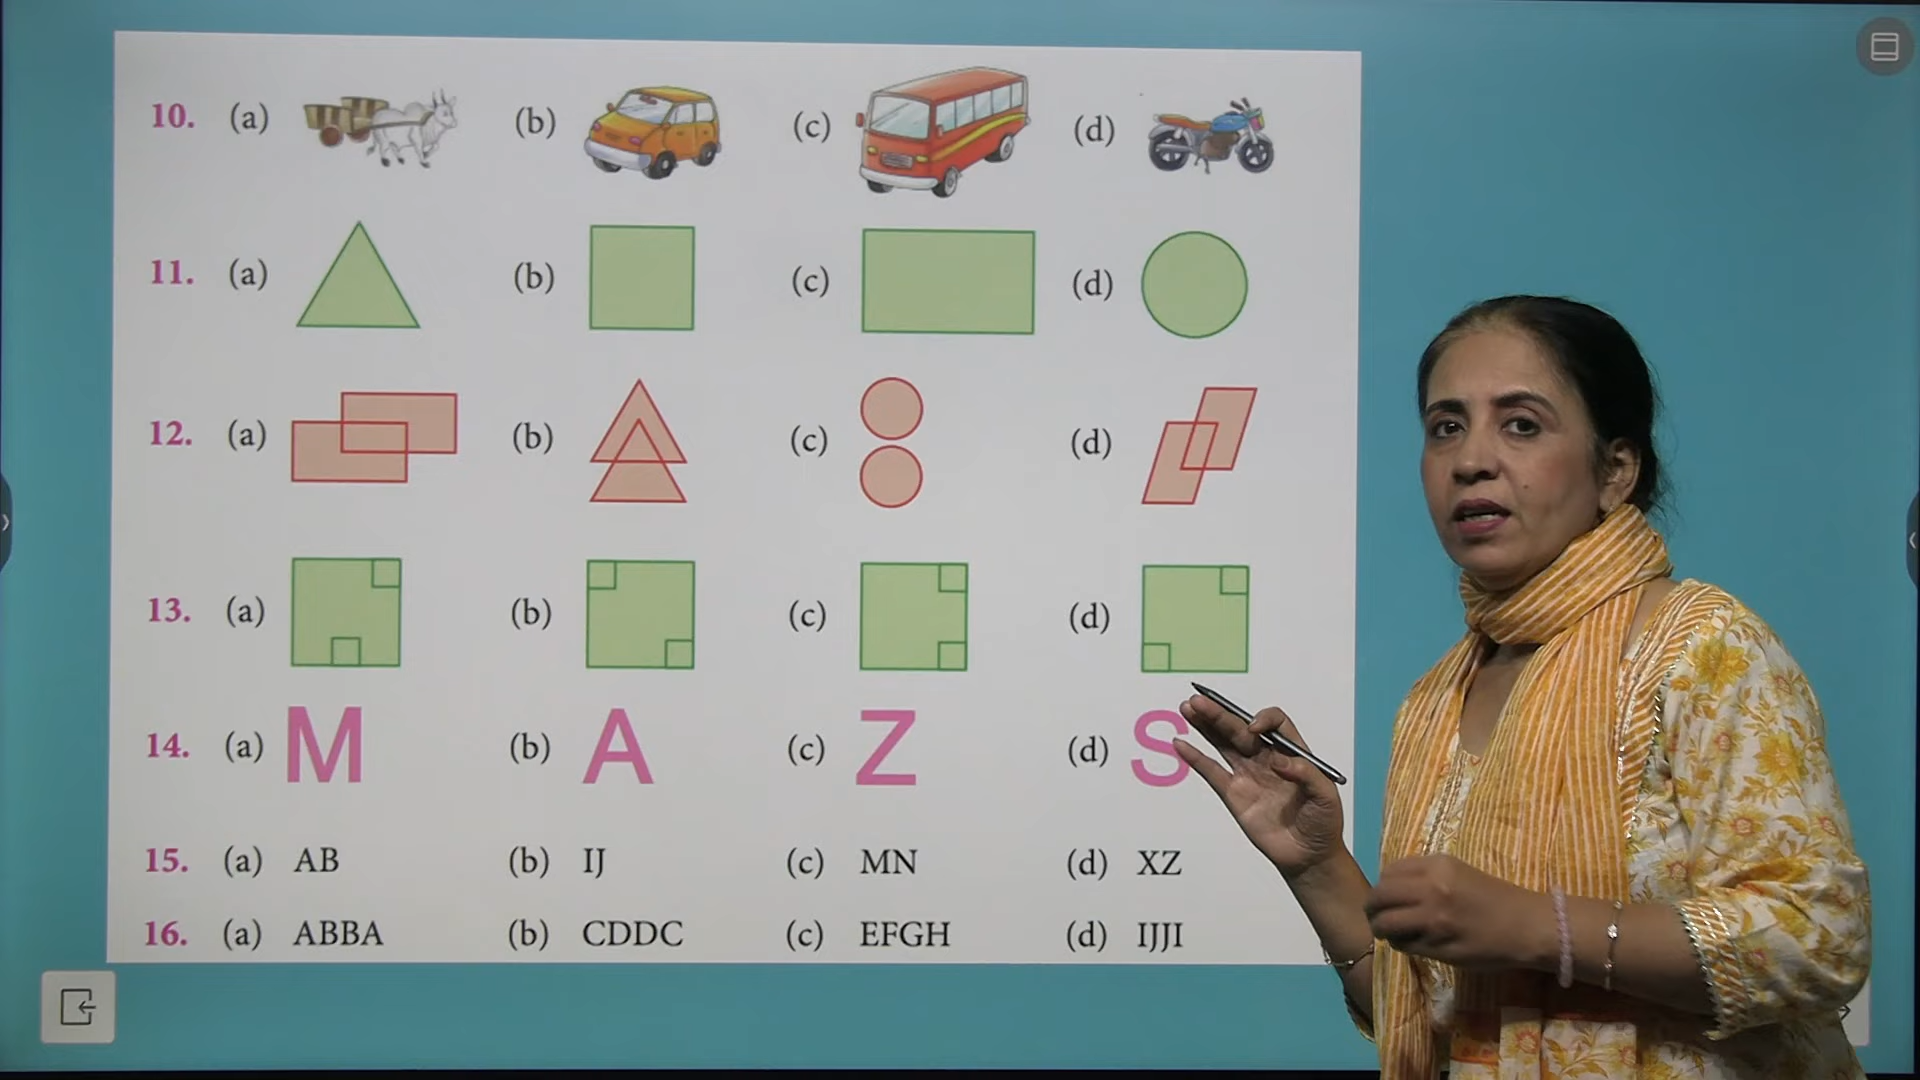 10. (a) (b) (c) (d)
11. (a) (b) (c) (d)
12. (a) (b) (c) (d)
13. (a) (b) (c) (d)
14. (a) M (b) A (c) Z (d) S
15. (a) AB (b) IJ (c) MN (d) XZ
16. (a) ABBA (b) CDDC (c) EFGH (d) IJJI